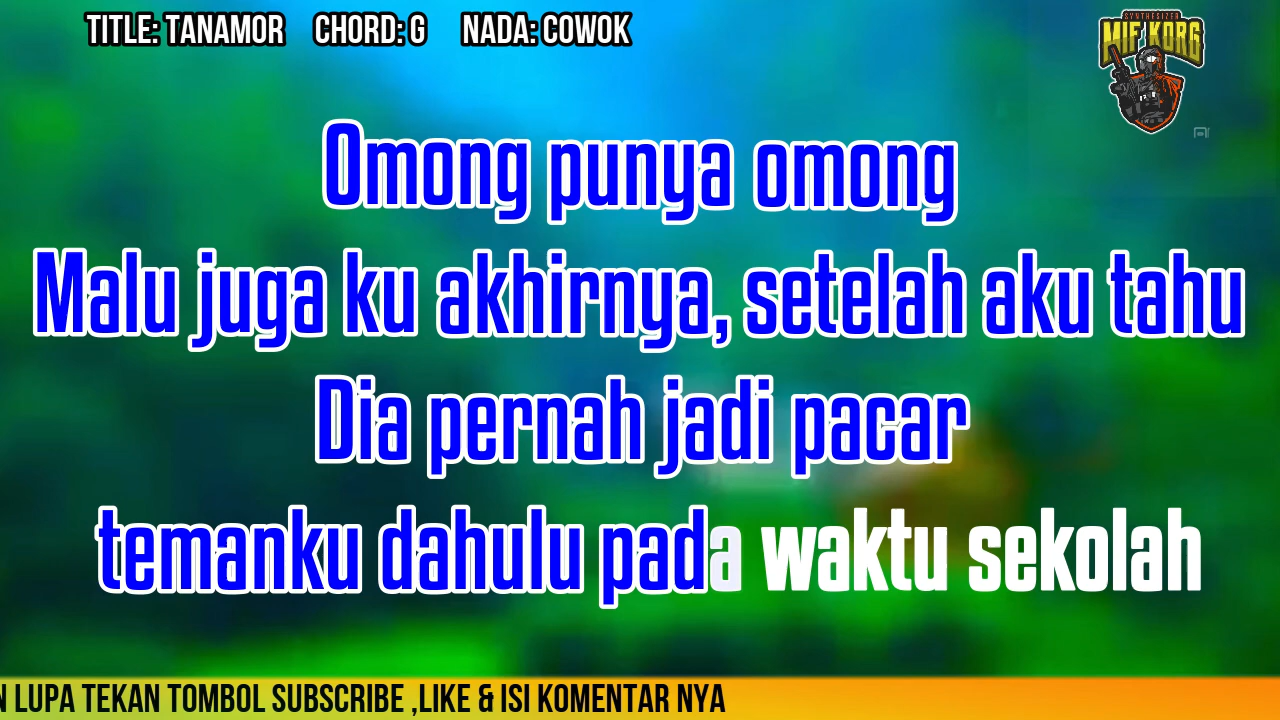 TITLE: TANAMOR CHORD: G NADA: COWOK
SYNTHESIZER
MIF KORG
Omong punya omong
Malu juga ku akhirnya, setelah aku tahu
Dia pernah jadi pacar
temanku dahulu pada waktu sekolah
N LUPA TEKAN TOMBOL SUBSCRIBE ,LIKE & ISI KOMENTAR NYA